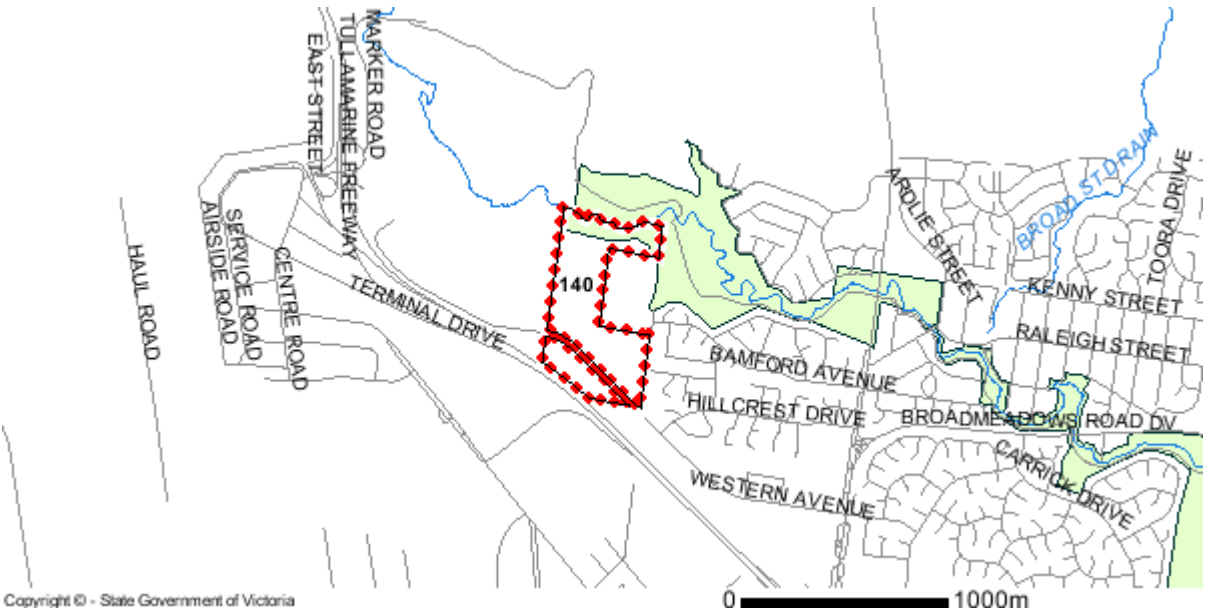 MARKER ROAD
TULLAMARINE FREEWAY
EAST STREET
BROAD ST DRAIN
TOORA DRIVE
ARDLIE STREET
AIRSIDE ROAD
SERVICE ROAD
CENTRE ROAD
HAUL ROAD
140
KENNY STREET
TERMINAL DRIVE
RALEIGH STREET
BAMFORD AVENUE
HILLCREST DRIVE
BROADMEADOWS ROAD DV
CARRICK DRIVE
WESTERN AVENUE
Copyright © - State Government of Victoria
0 1000m